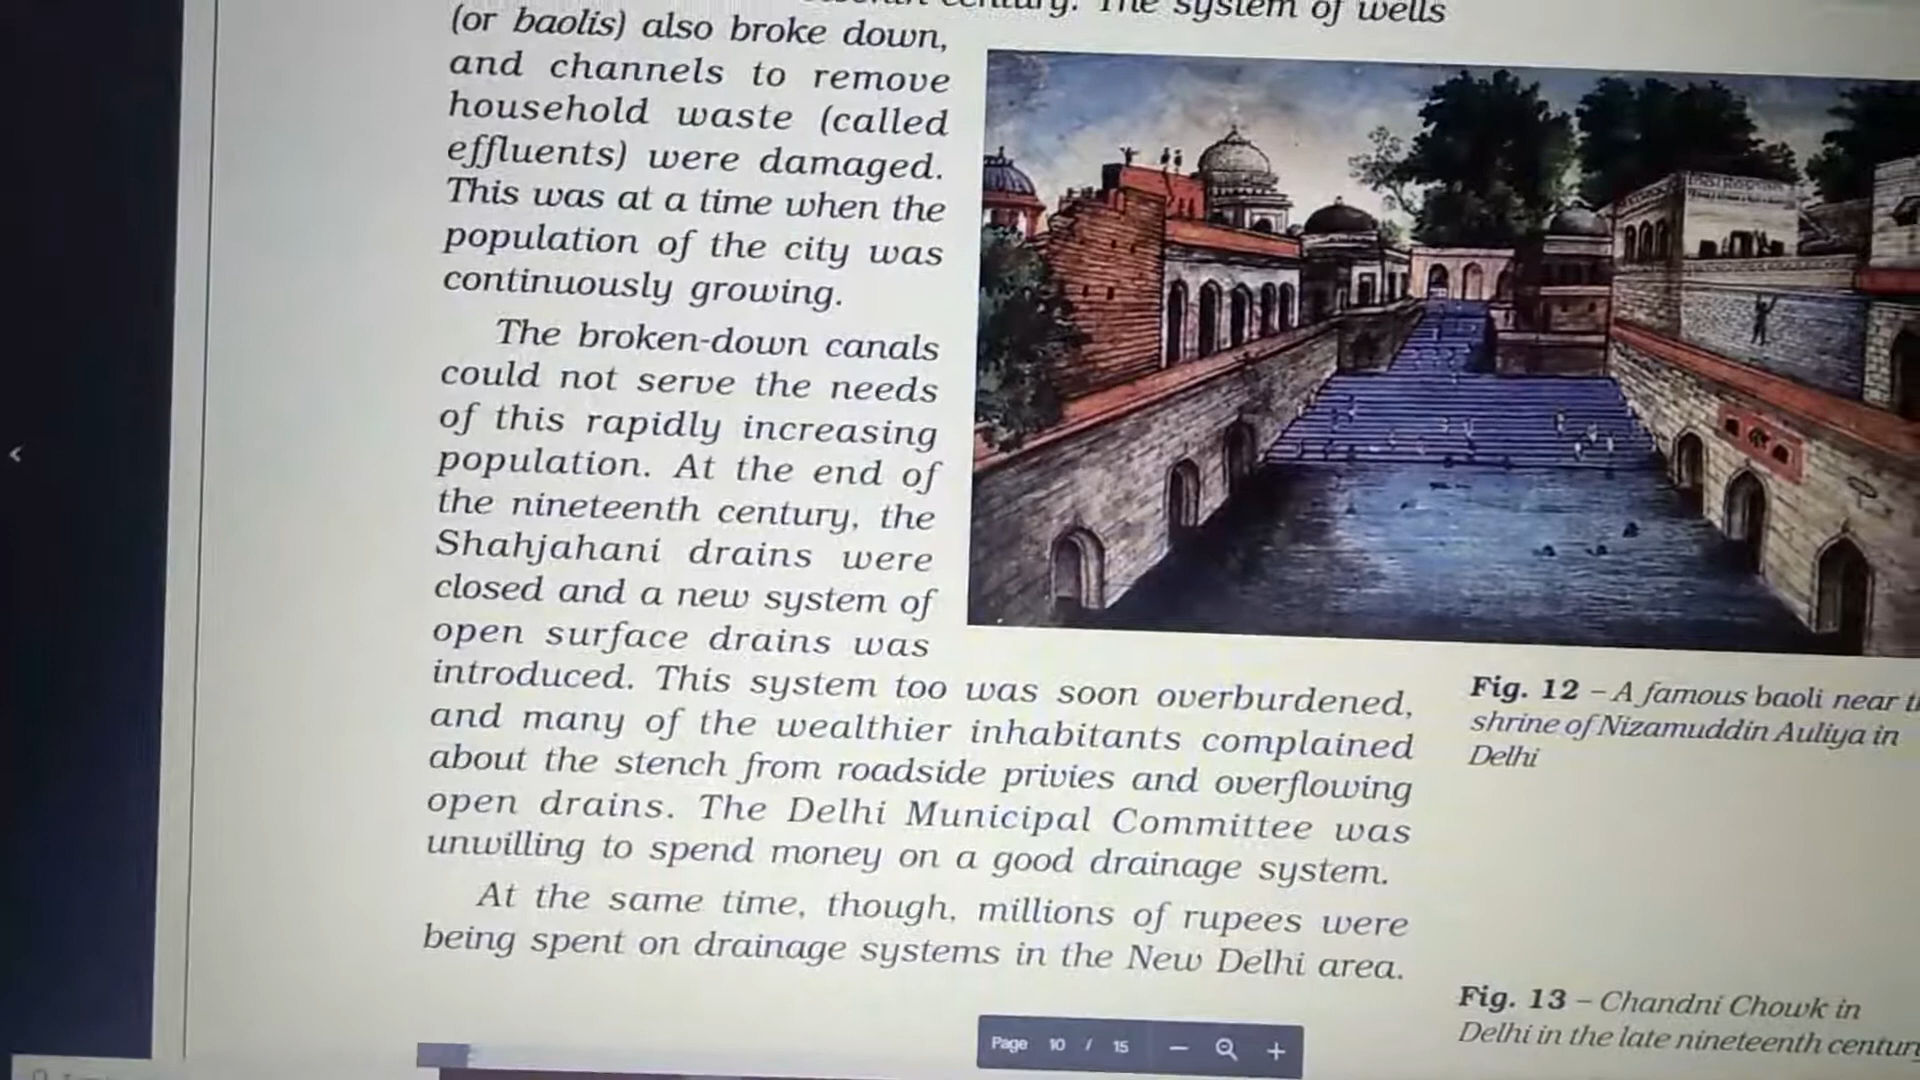 century. The system of wells
(or baolis) also broke down,
and channels to remove
household waste (called
effluents) were damaged.
This was at a time when the
population of the city was
continuously growing.
The broken-down canals
could not serve the needs
of this rapidly increasing
population. At the end of
the nineteenth century, the
Shahjahani drains were
closed and a new system of
open surface drains was
introduced. This system too was soon overburdened,
and many of the wealthier inhabitants complained
about the stench from roadside privies and overflowing
open drains. The Delhi Municipal Committee was
unwilling to spend money on a good drainage system.
At the same time, though, millions of rupees were
being spent on drainage systems in the New Delhi area.
Fig. 12 – A famous baoli near
shrine of Nizamuddin Auliya in
Delhi
Fig. 13 – Chandni Chowk in
Delhi in the late nineteenth
Page 10 / 15